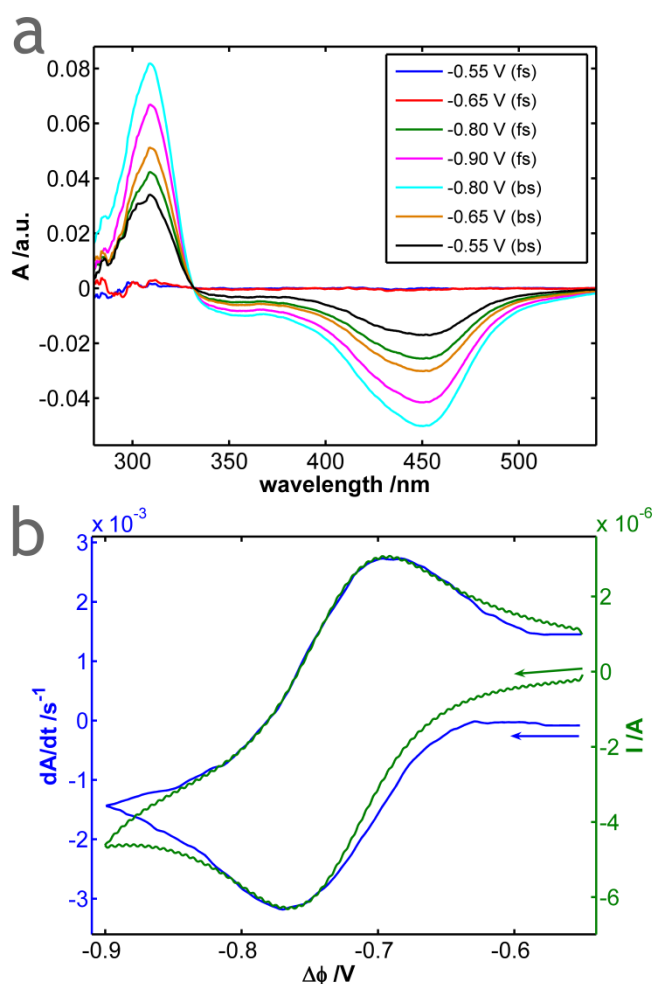 a
A /a.u.
0.08
0.06
0.04
0.02
0
-0.02
-0.04
-0.55 V (fs)
-0.65 V (fs)
-0.80 V (fs)
-0.90 V (fs)
-0.80 V (bs)
-0.65 V (bs)
-0.55 V (bs)
300 350 400 450 500
wavelength /nm
b
x 10⁻³
x 10⁻⁶
dA/dt /s⁻¹
3
2
1
0
-1
-2
-3
I /A
2
0
-2
-4
-6
-0.9 -0.8 -0.7 -0.6
Δϕ /V